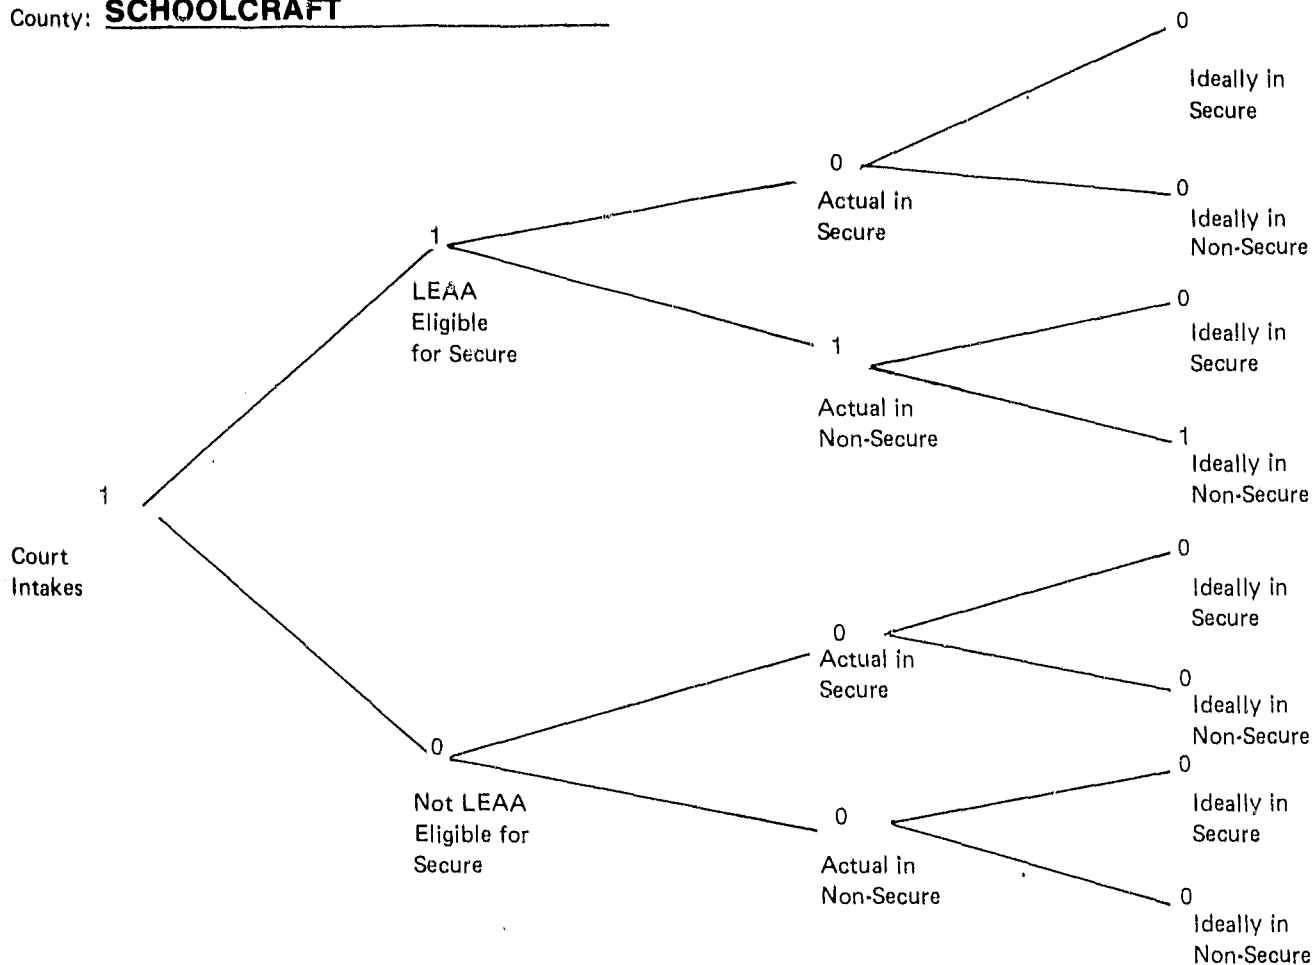 County: SCHOOLCRAFT
0
Ideally in
Secure
0
Actual in
Secure
0
Ideally in
Non-Secure
1
LEAA
Eligible
for Secure
0
Ideally in
Secure
1
Actual in
Non-Secure
1
Ideally in
Non-Secure
1
Court
Intakes
0
Ideally in
Secure
0
Actual in
Secure
0
Ideally in
Non-Secure
0
Not LEAA
Eligible for
Secure
0
Ideally in
Secure
0
Actual in
Non-Secure
0
Ideally in
Non-Secure